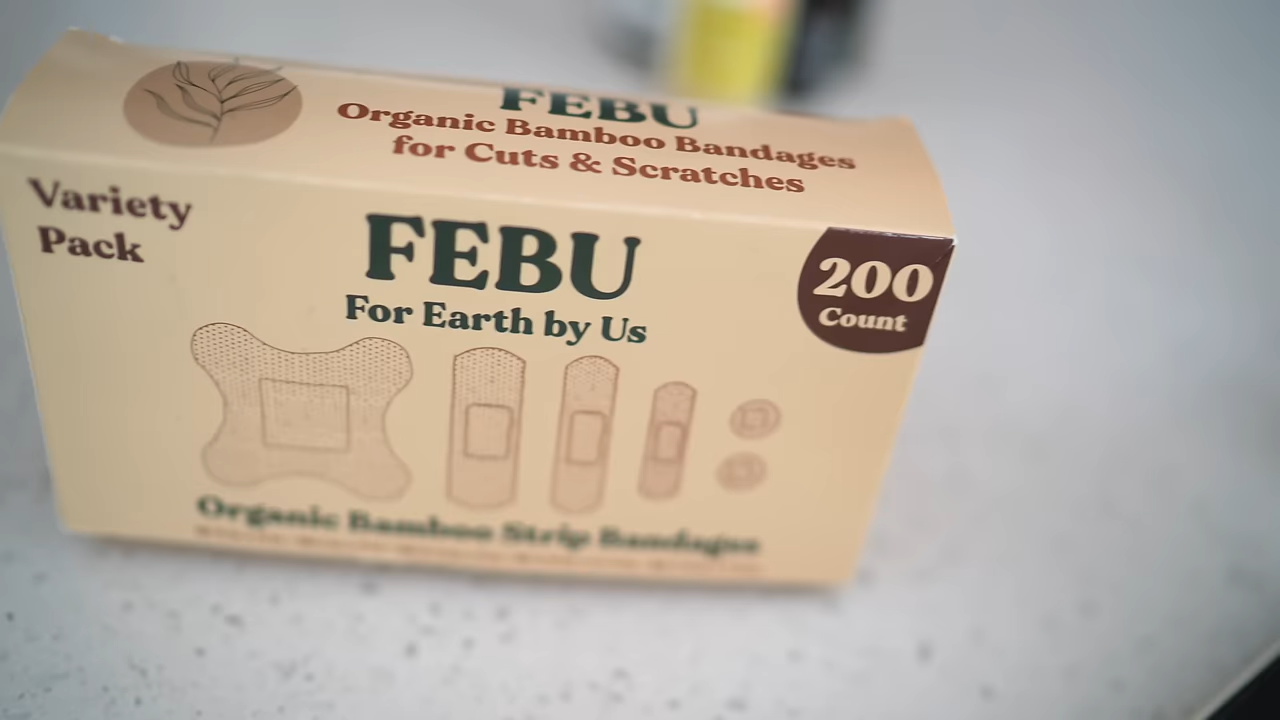 FEBU
Organic Bamboo Bandages
for Cuts & Scratches
Variety
Pack
FEBU
For Earth by Us
200
Count
Organic Bamboo Strip Bandages